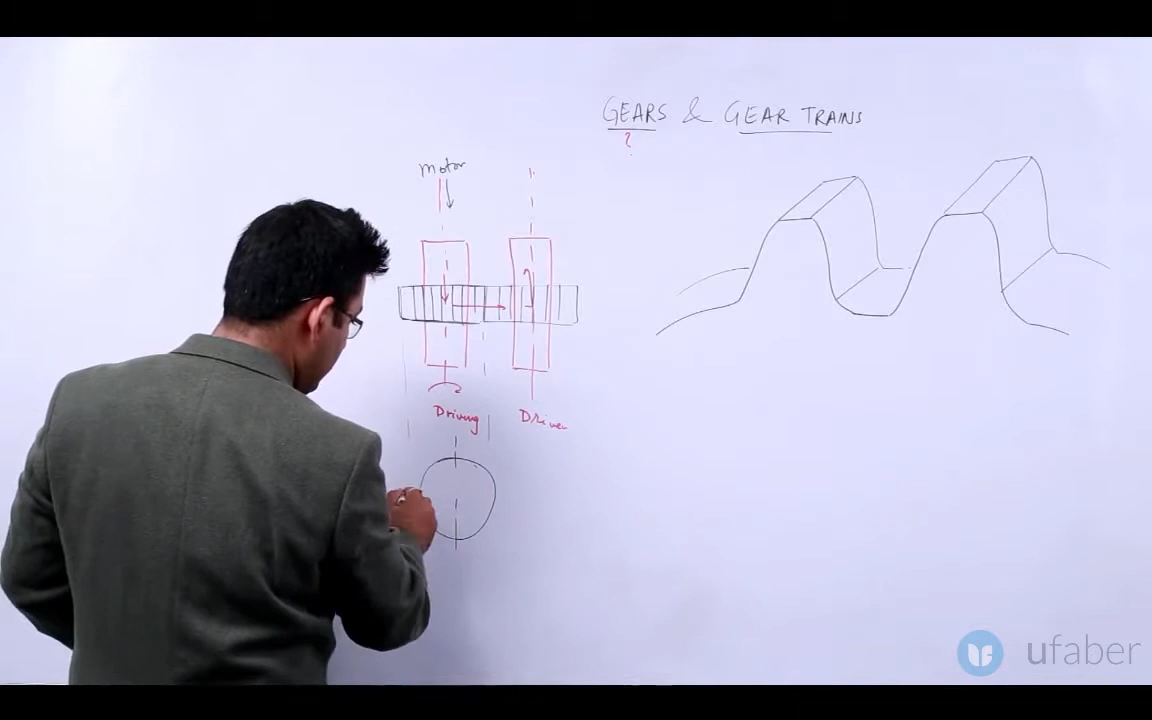 GEARS & GEAR TRAINS
?
Motor
Driving
Driven
ufaber